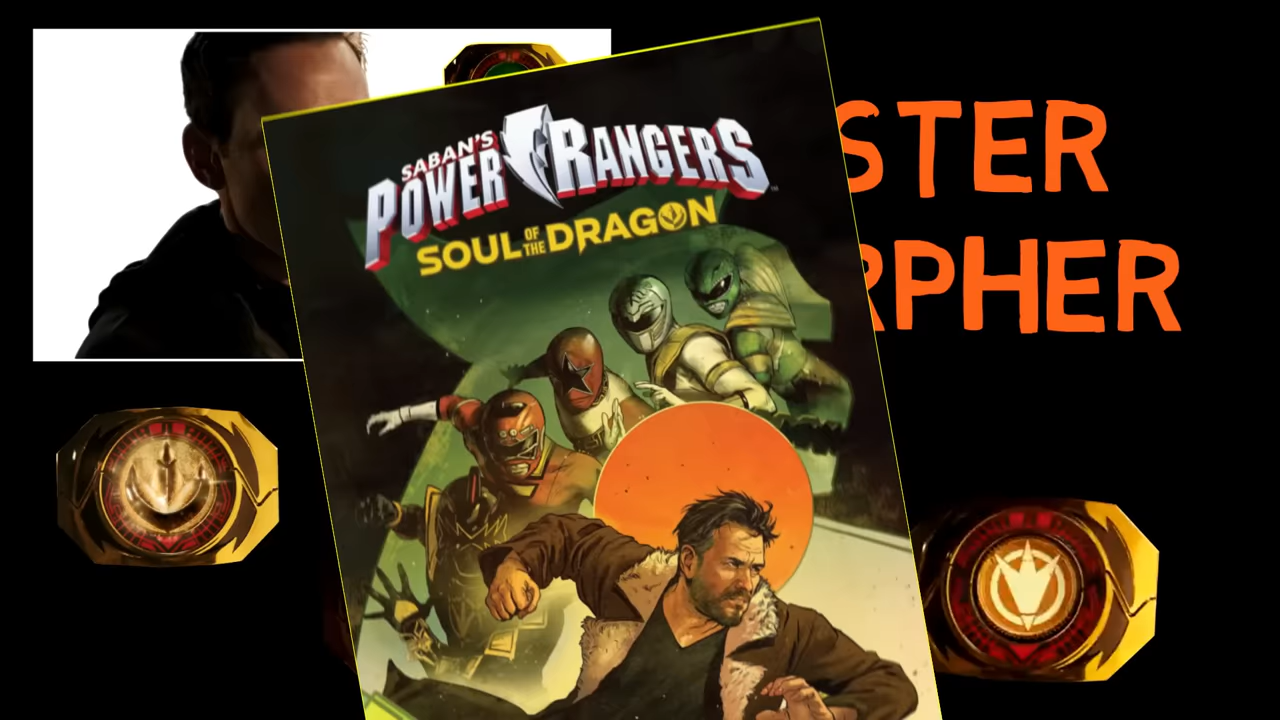 SABAN'S
POWER RANGERS
SOUL OF THE DRAGON
STER
RPHER